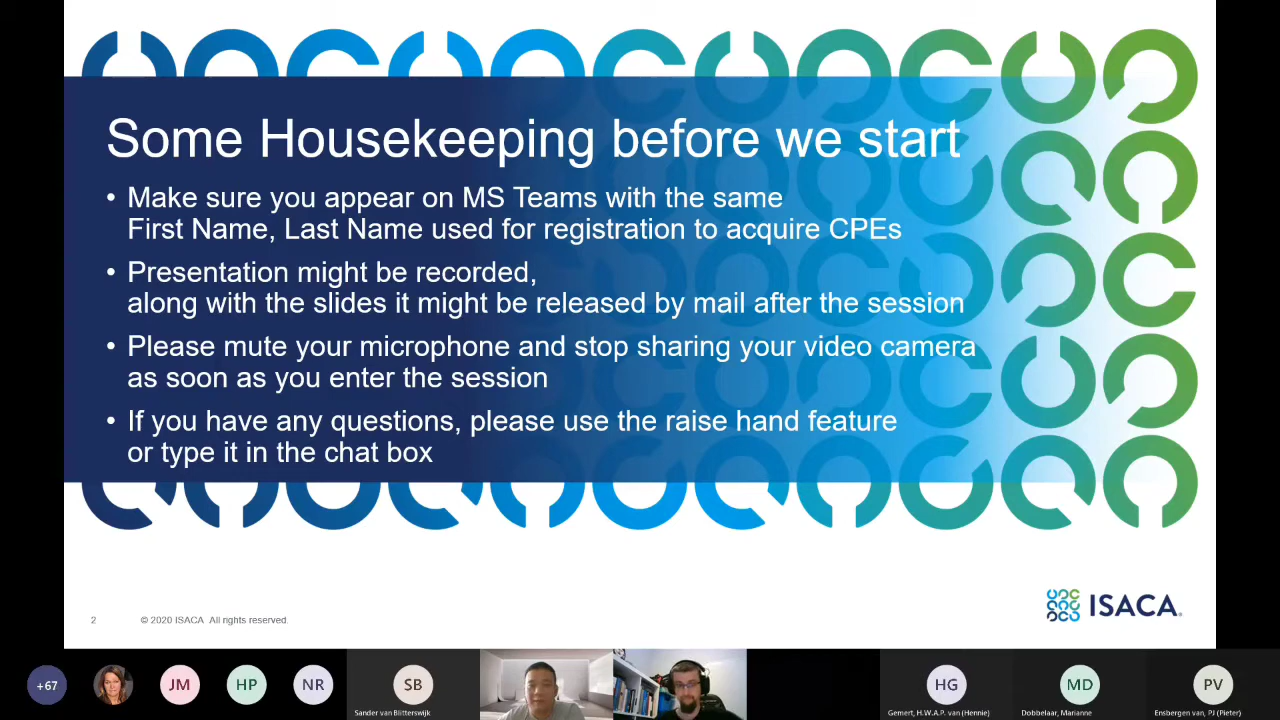 Some Housekeeping before we start
• Make sure you appear on MS Teams with the same
First Name, Last Name used for registration to acquire CPEs
• Presentation might be recorded,
along with the slides it might be released by mail after the session
• Please mute your microphone and stop sharing your video camera
as soon as you enter the session
• If you have any questions, please use the raise hand feature
or type it in the chat box
2 © 2020 ISACA All rights reserved.
ISACA.
+67 JM HP NR SB HG MD PV
Sander van Blitterswijk Gemert, H.W.A.P. van (Hennie) Dobbelaar, Marianne Ensbergen van, PJ (Pieter)